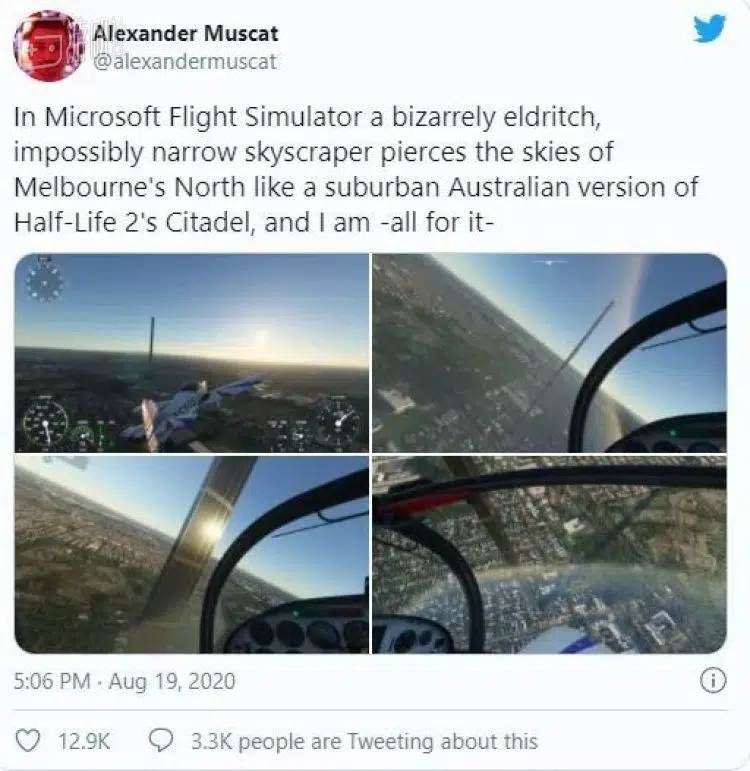 Alexander Muscat
@alexandermuscat
In Microsoft Flight Simulator a bizarrely eldritch,
impossibly narrow skyscraper pierces the skies of
Melbourne's North like a suburban Australian version of
Half-Life 2's Citadel, and I am -all for it-
5:06 PM · Aug 19, 2020
12.9K
3.3K people are Tweeting about this